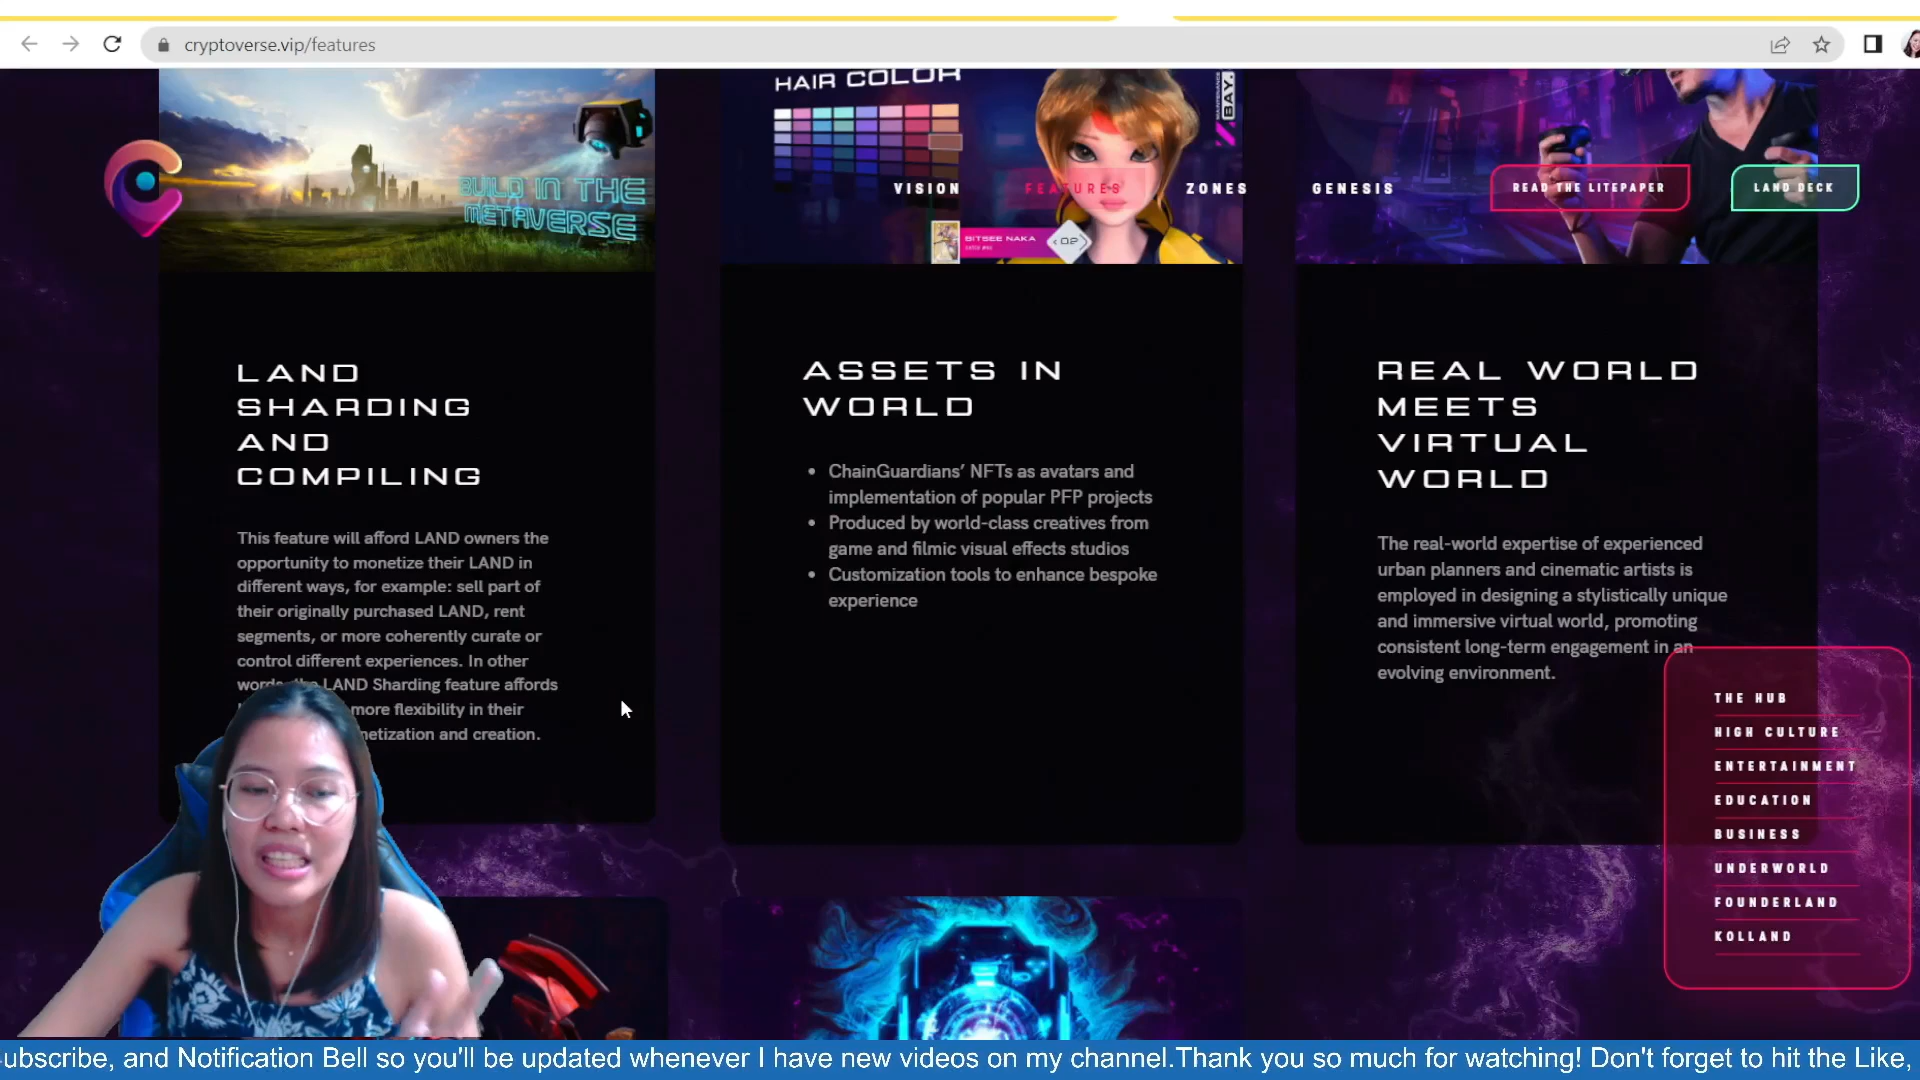 cryptoverse.vip/features
BUILD IN THE
METAVERSE
HAIR COLOR
BAY.
BITSEE NAKA
VISION
FEATURES
ZONES
GENESIS
READ THE LITEPAPER
LAND DECK
LAND
SHARDING
AND
COMPILING
This feature will afford LAND owners the
opportunity to monetize their LAND in
different ways, for example: sell part of
their originally purchased LAND, rent
segments, or more coherently curate or
control different experiences. In other
LAND Sharding feature affords
more flexibility in their
and creation.
ASSETS IN
WORLD
• ChainGuardians’ NFTs as avatars and
implementation of popular PFP projects
• Produced by world-class creatives from
game and filmic visual effects studios
• Customization tools to enhance bespoke
experience
REAL WORLD
MEETS
VIRTUAL
WORLD
The real-world expertise of experienced
urban planners and cinematic artists is
employed in designing a stylistically unique
and immersive virtual world, promoting
consistent long-term engagement in an
evolving environment.
THE HUB
HIGH CULTURE
ENTERTAINMENT
EDUCATION
BUSINESS
UNDERWORLD
FOUNDERLAND
KOLLAND
ubscribe, and Notification Bell so you'll be updated whenever I have new videos on my channel.Thank you so much for watching! Don't forget to hit the Like,